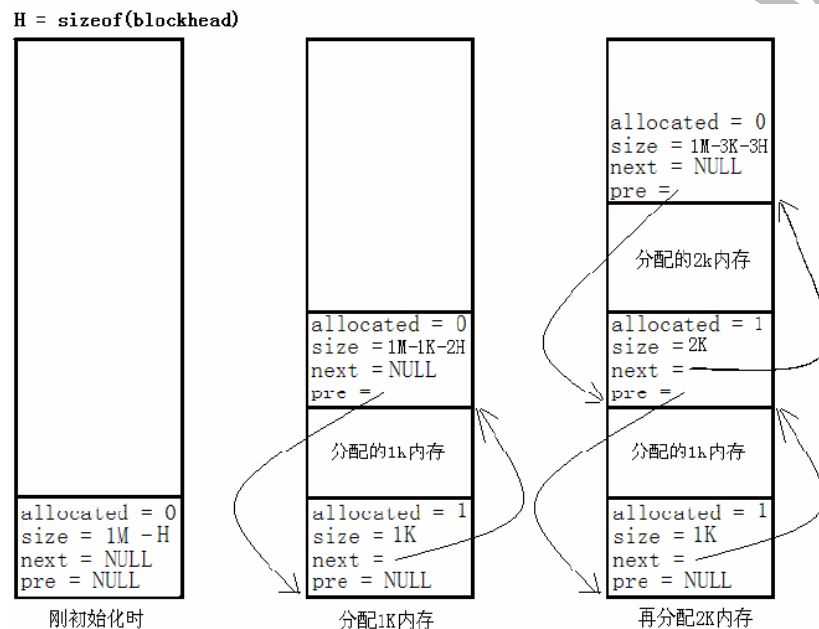 H = sizeof(blockhead)
allocated = 0
size = 1M -H
next = NULL
pre = NULL
刚初始化时
allocated = 0
size =1M-1K-2H
next = NULL
pre =
分配的1k内存
allocated = 1
size = 1K
next =
pre = NULL
分配1K内存
allocated = 0
size = 1M-3K-3H
next = NULL
pre =
分配的2k内存
allocated = 1
size =2K
next =
pre =
分配的1k内存
allocated = 1
size = 1K
next =
pre = NULL
再分配2K内存